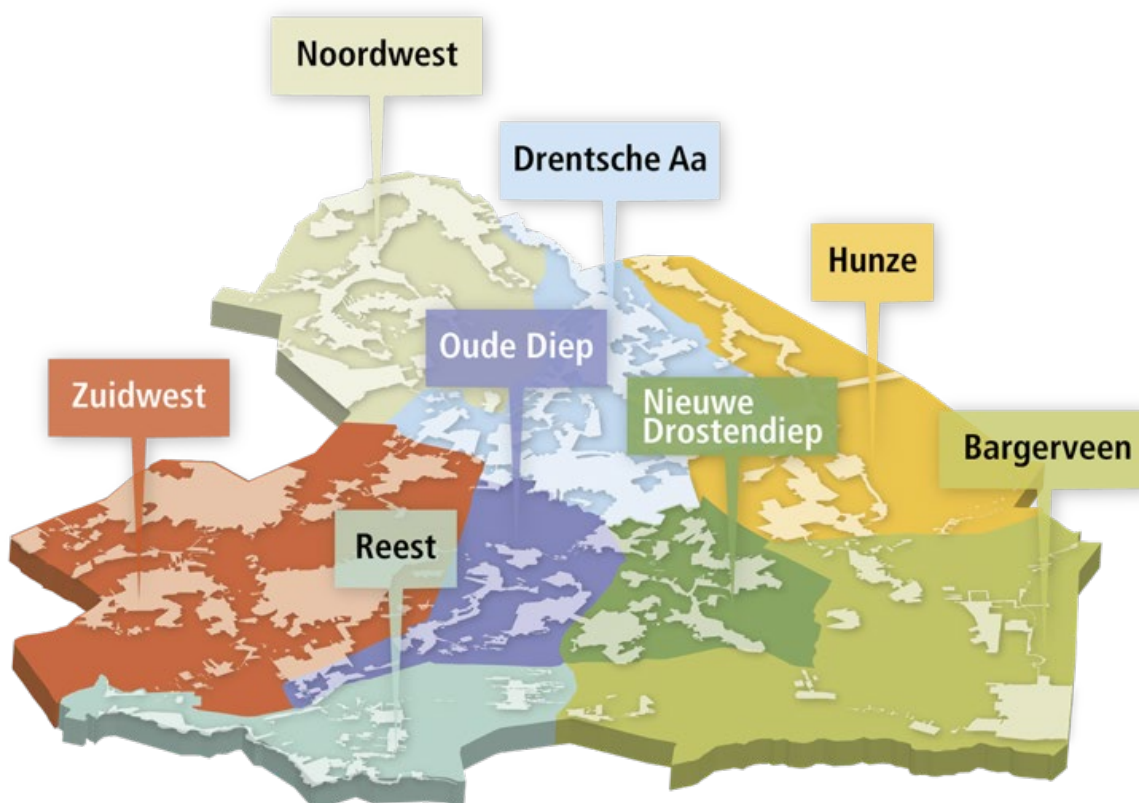 Noordwest
Drentsche Aa
Hunze
Oude Diep
Zuidwest
Nieuwe
Drostendiep
Bargerveen
Reest